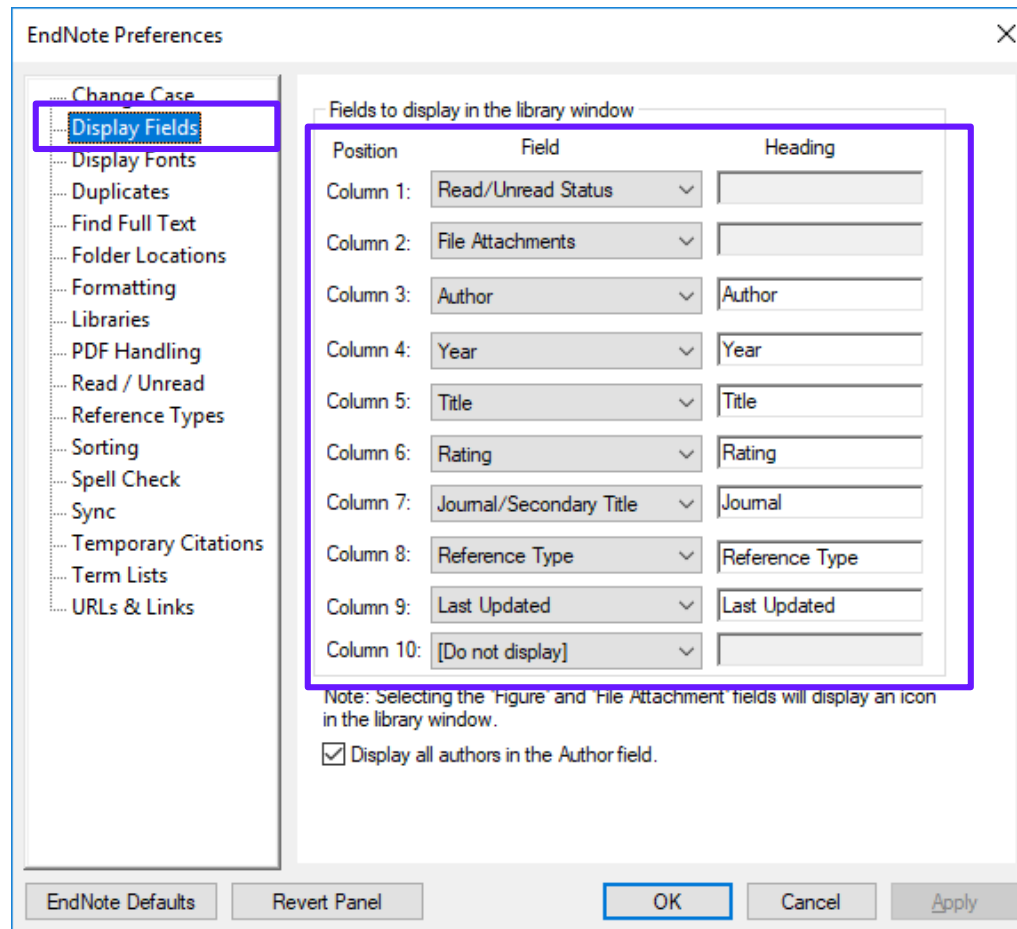 EndNote Preferences
Change Case
Display Fields
Display Fonts
Duplicates
Find Full Text
Folder Locations
Formatting
Libraries
PDF Handling
Read / Unread
Reference Types
Sorting
Spell Check
Sync
Temporary Citations
Term Lists
URLs & Links
Fields to display in the library window
Position Field Heading
Column 1: Read/Unread Status
Column 2: File Attachments
Column 3: Author Author
Column 4: Year Year
Column 5: Title Title
Column 6: Rating Rating
Column 7: Journal/Secondary Title Journal
Column 8: Reference Type Reference Type
Column 9: Last Updated Last Updated
Column 10: [Do not display]
Note: Selecting the 'Figure' and 'File Attachment' fields will display an icon
in the library window.
Display all authors in the Author field.
EndNote Defaults Revert Panel OK Cancel Apply